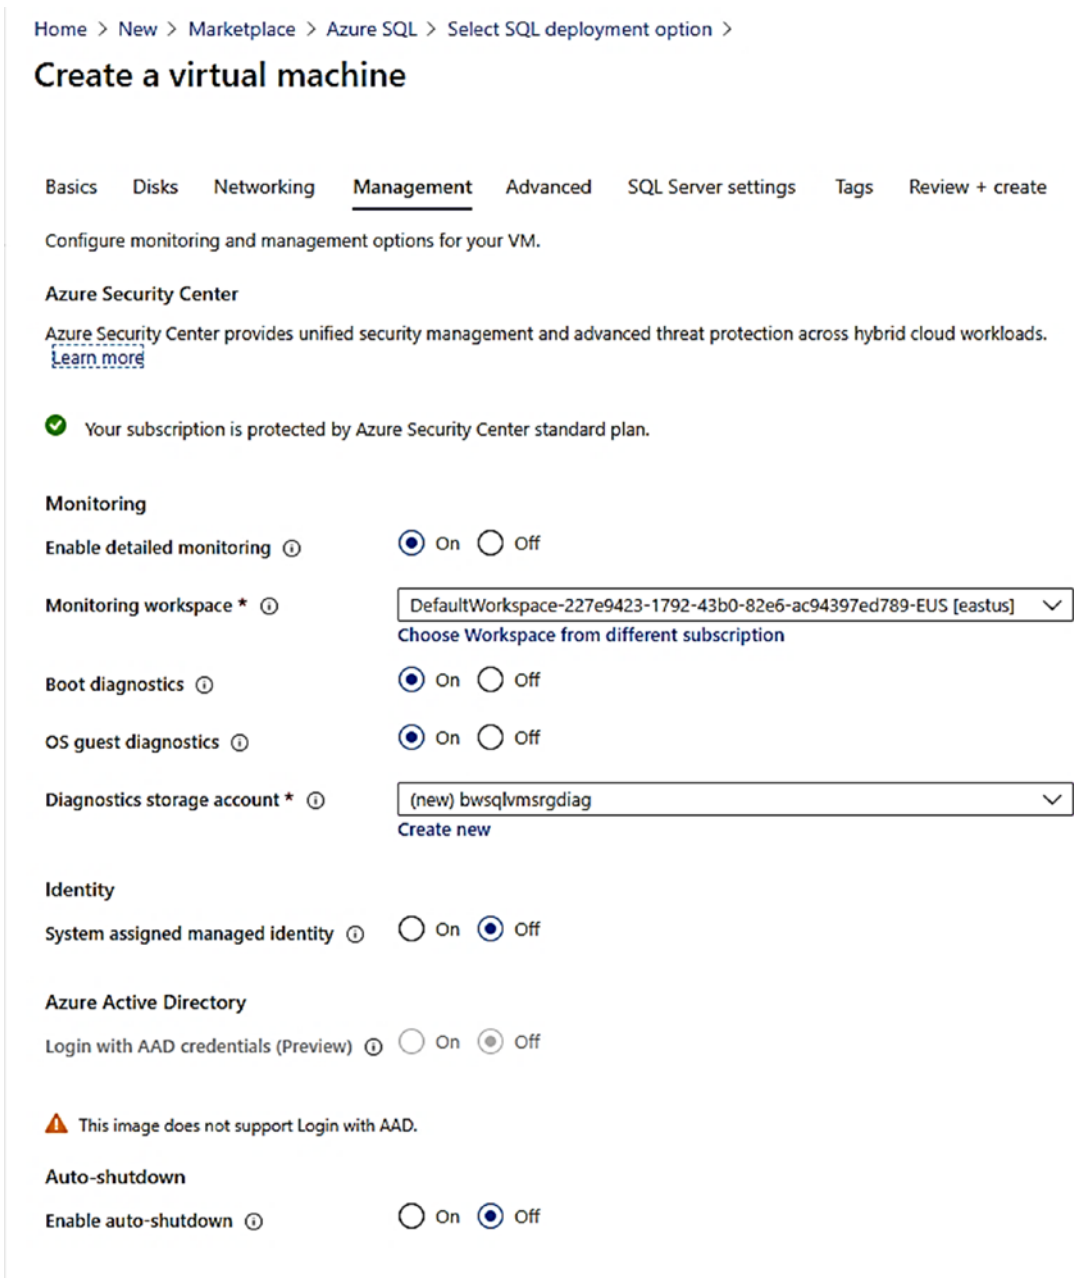 Home > New > Marketplace > Azure SQL > Select SQL deployment option >
Create a virtual machine
Basics Disks Networking Management Advanced SQL Server settings Tags Review + create
Configure monitoring and management options for your VM.
Azure Security Center
Azure Security Center provides unified security management and advanced threat protection across hybrid cloud workloads.
Learn more
Your subscription is protected by Azure Security Center standard plan.
Monitoring
Enable detailed monitoring On Off
Monitoring workspace * DefaultWorkspace-227e9423-1792-43b0-82e6-ac94397ed789-EUS [eastus]
Choose Workspace from different subscription
Boot diagnostics On Off
OS guest diagnostics On Off
Diagnostics storage account * (new) bwsqlvmsrgdiag
Create new
Identity
System assigned managed identity On Off
Azure Active Directory
Login with AAD credentials (Preview) On Off
This image does not support Login with AAD.
Auto-shutdown
Enable auto-shutdown On Off